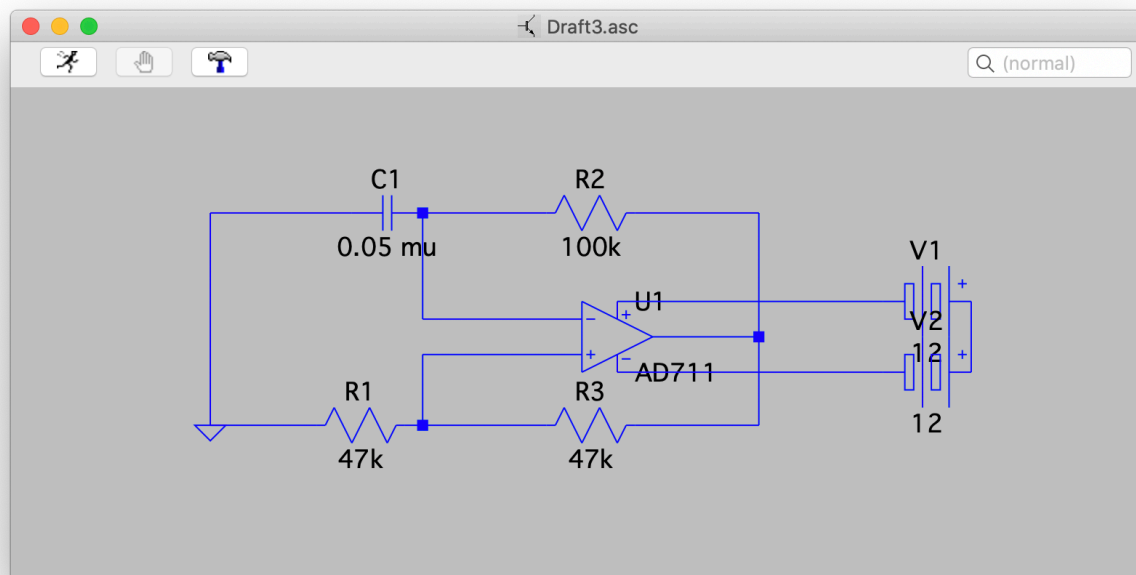 Draft3.asc
(normal)
C1
R2
0.05 mu
100k
V1
+
U1
+
−
V2
12
+
+
−
AD711
R1
R3
12
47k
47k